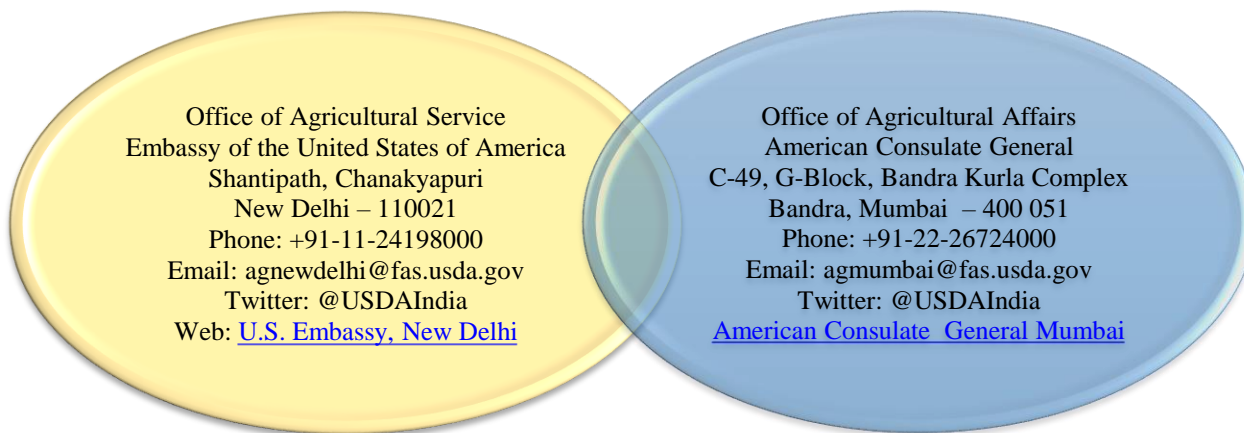 Office of Agricultural Service
Embassy of the United States of America
Shantipath, Chanakyapuri
New Delhi – 110021
Phone: +91-11-24198000
Email: agnewdelhi@fas.usda.gov
Twitter: @USDAIndia
Web: U.S. Embassy, New Delhi
Office of Agricultural Affairs
American Consulate General
C-49, G-Block, Bandra Kurla Complex
Bandra, Mumbai – 400 051
Phone: +91-22-26724000
Email: agmumbai@fas.usda.gov
Twitter: @USDAIndia
American Consulate General Mumbai